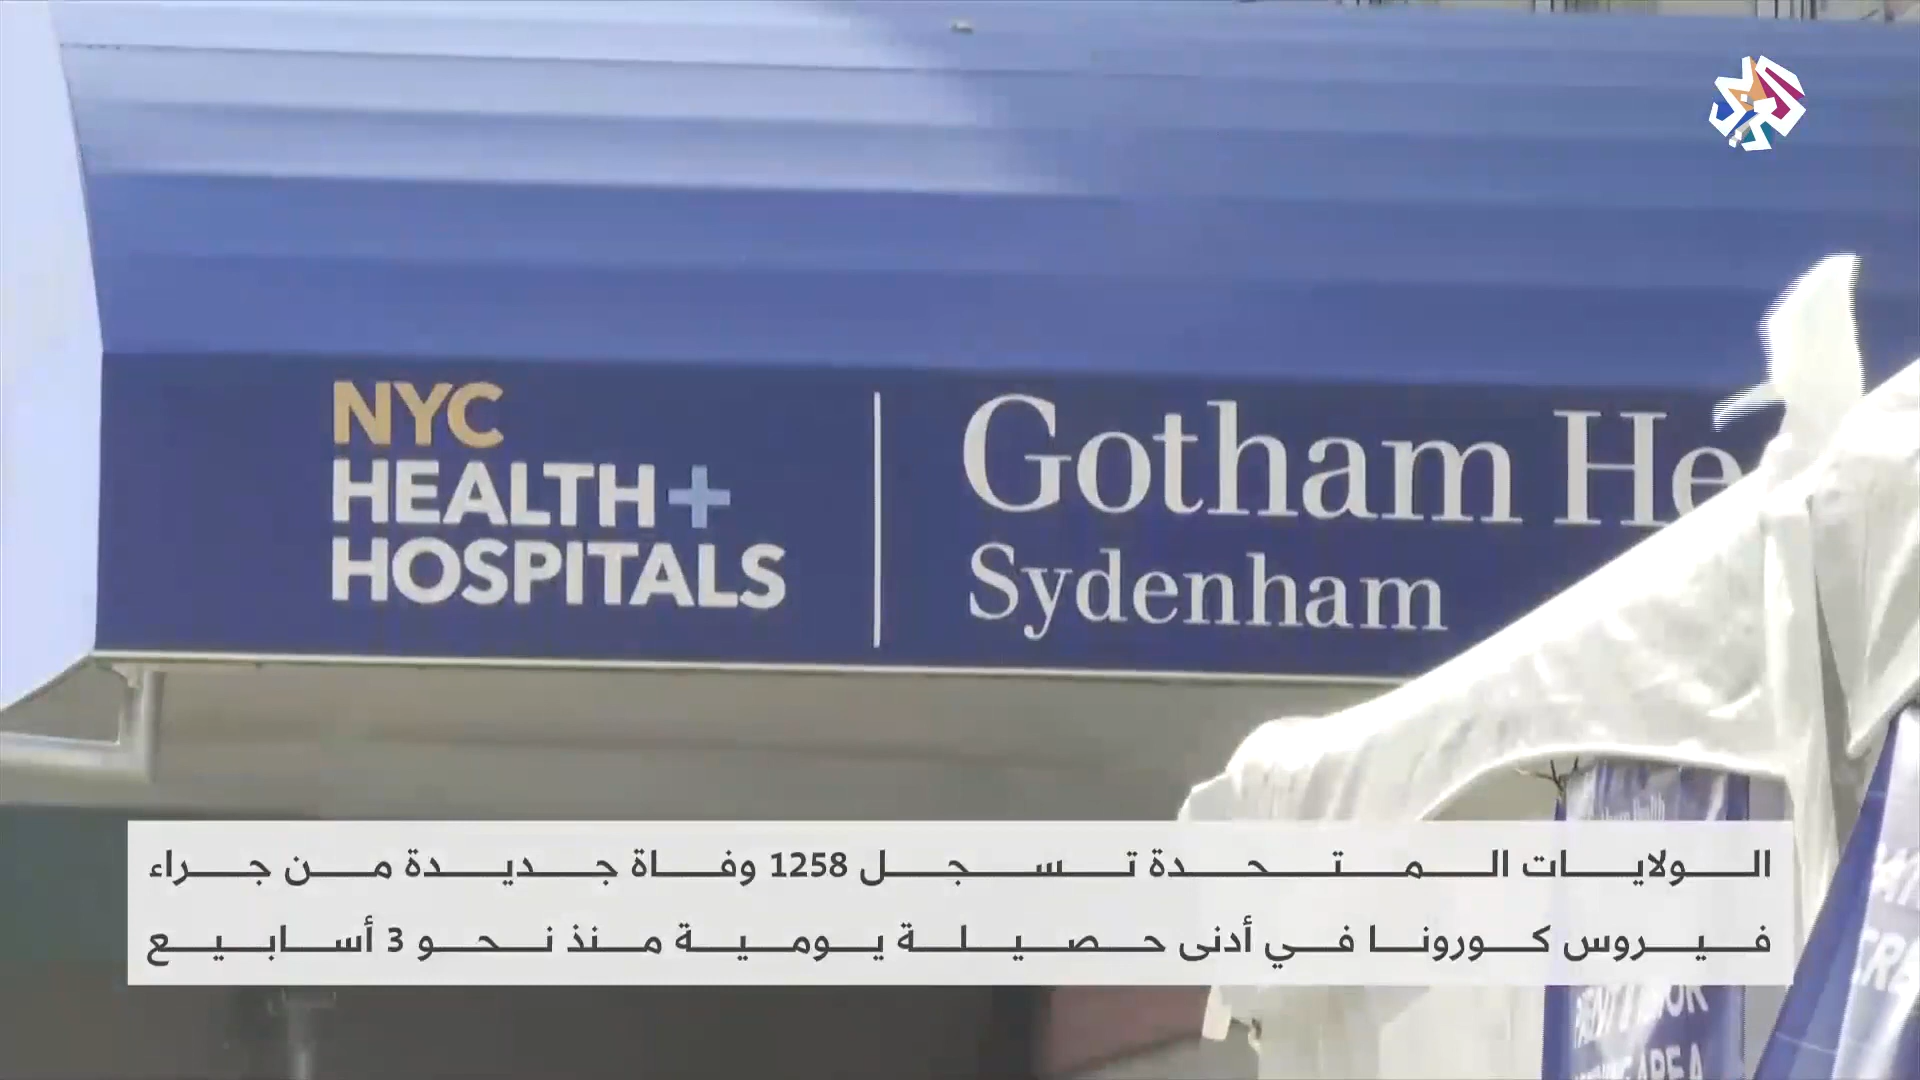 NYC
HEALTH+
HOSPITALS
Gotham He
Sydenham
الولايات المتحدة تسجل 1258 وفاة جديدة من جراء
فيروس كورونا في أدنى حصيلة يومية منذ نحو 3 أسابيع